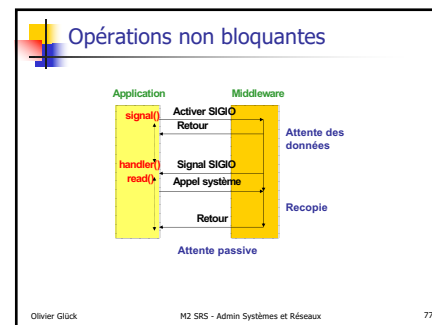 Opérations non bloquantes
Application Middleware
signal() Activer SIGIO
Retour
Attente des
données
handler() Signal SIGIO
read() Appel système
Recopie
Retour
Attente passive
Olivier Glück M2 SRS - Admin Systèmes et Réseaux 77